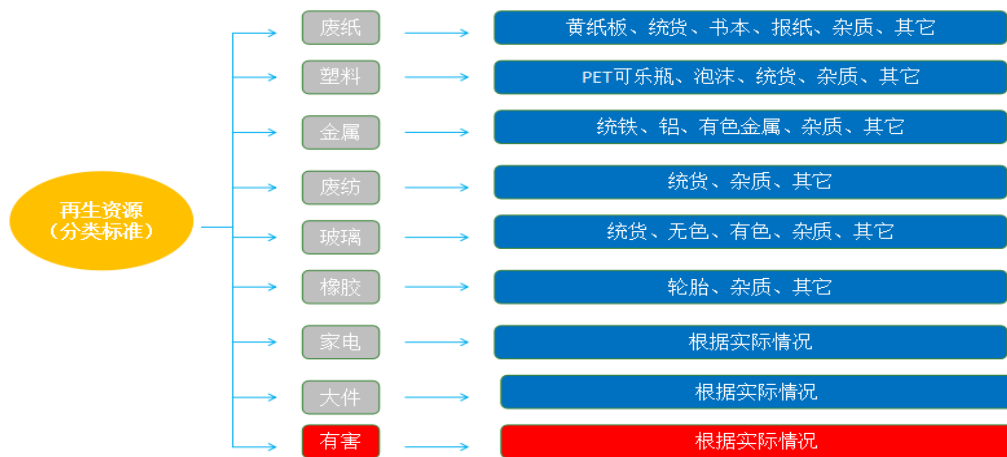 再生资源
（分类标准）
废纸
黄纸板、统货、书本、报纸、杂质、其它
塑料
PET可乐瓶、泡沫、统货、杂质、其它
金属
统铁、铝、有色金属、杂质、其它
废纺
统货、杂质、其它
玻璃
统货、无色、有色、杂质、其它
橡胶
轮胎、杂质、其它
家电
根据实际情况
大件
根据实际情况
有害
根据实际情况